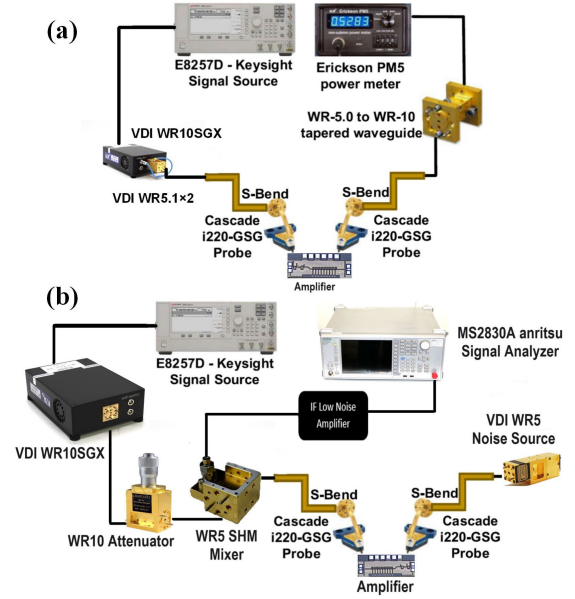 (a)
E8257D - Keysight
Signal Source
05283
Erickson PM5
Erickson PM5
power meter
WR-5.0 to WR-10
tapered waveguide
VDI WR10SGX
VDI WR5.1×2
S-Bend
Cascade
i220-GSG
Probe
S-Bend
Cascade
i220-GSG
Probe
Amplifier
(b)
E8257D - Keysight
Signal Source
MS2830A anritsu
Signal Analyzer
IF Low Noise
Amplifier
VDI WR5
Noise Source
VDI WR10SGX
WR10 Attenuator
WR5 SHM
Mixer
S-Bend
Cascade
i220-GSG
Probe
S-Bend
Cascade
i220-GSG
Probe
Amplifier